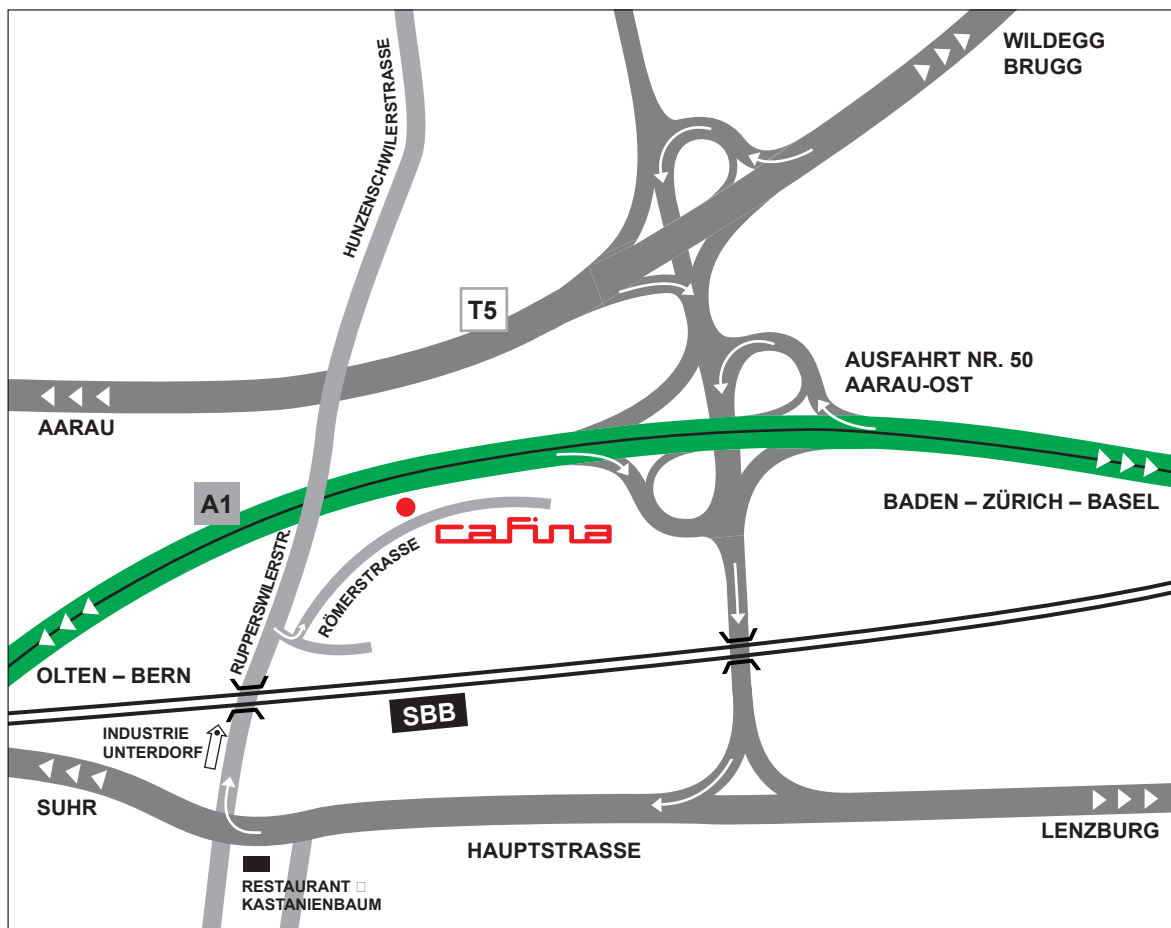 WILDEGG
BRUGG
HUNZENSCHWILERSTRASSE
T5
AUSFAHRT NR. 50
AARAU-OST
AARAU
A1
BADEN – ZÜRICH – BASEL
cafina
RÖMERSTRASSE
RUPPERSWILERSTR.
OLTEN – BERN
SBB
INDUSTRIE
UNTERDORF
SUHR
LENZBURG
HAUPTSTRASSE
RESTAURANT
KASTANIENBAUM